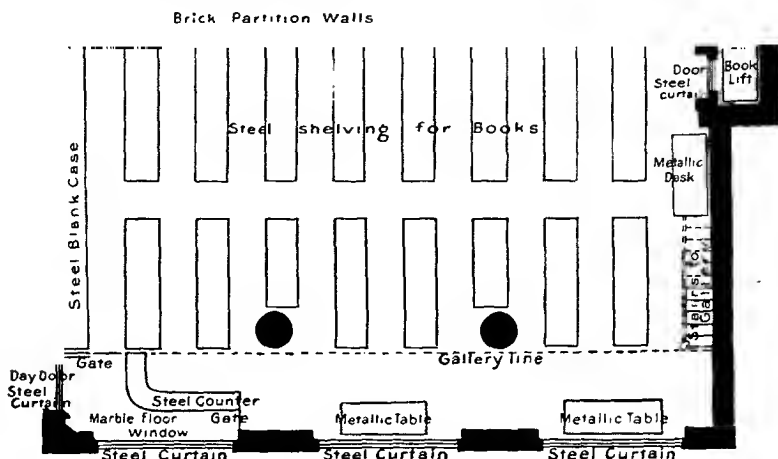 Brick Partition Walls
Door
Steel
curtain
Book
Lift
Steel shelving for Books
Metallic
Desk
Steel Blank Case
Stairs to
Gall
Gate
Gallery line
Day Door
Steel
Curtain
Steel Counter
Marble floor
Gate
Window
Metallic Table
Metallic Table
Steel Curtain
Steel Curtain
Steel Curtain